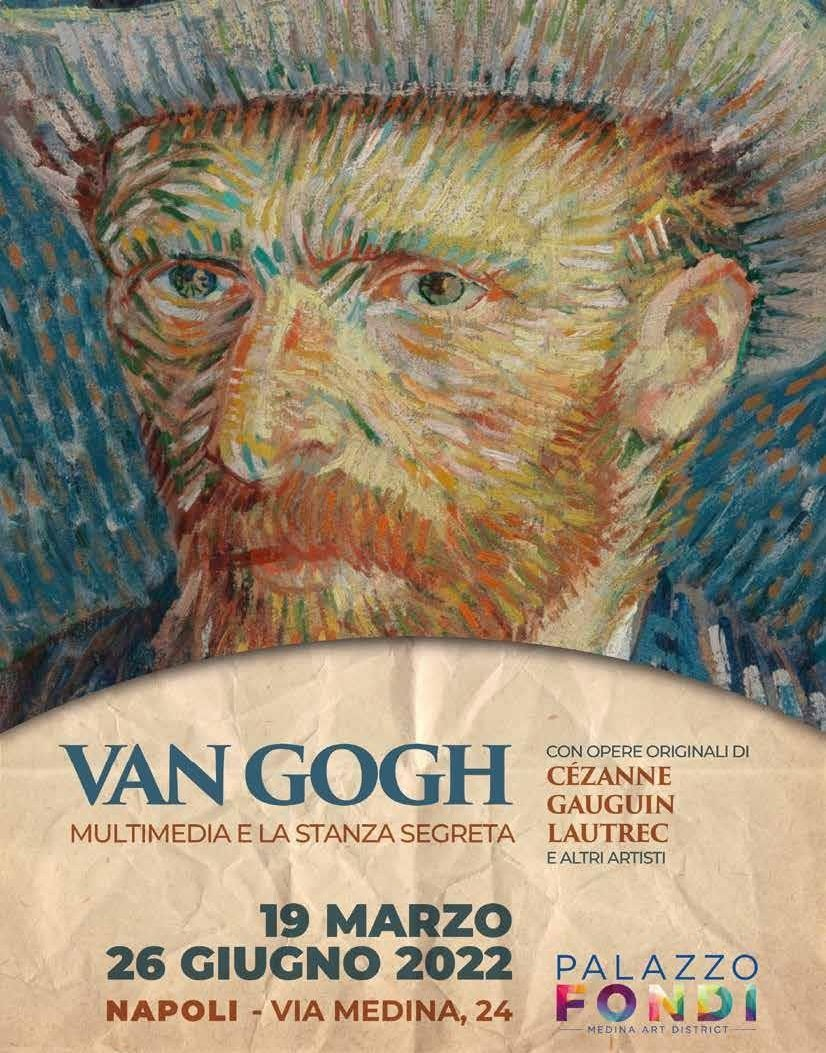 VAN GOGH
MULTIMEDIA E LA STANZA SEGRETA
CON OPERE ORIGINALI DI
CÉZANNE
GAUGUIN
LAUTREC
E ALTRI ARTISTI
19 MARZO
26 GIUGNO 2022
NAPOLI - VIA MEDINA, 24
PALAZZO
FONDI
MEDINA ART DISTRICT